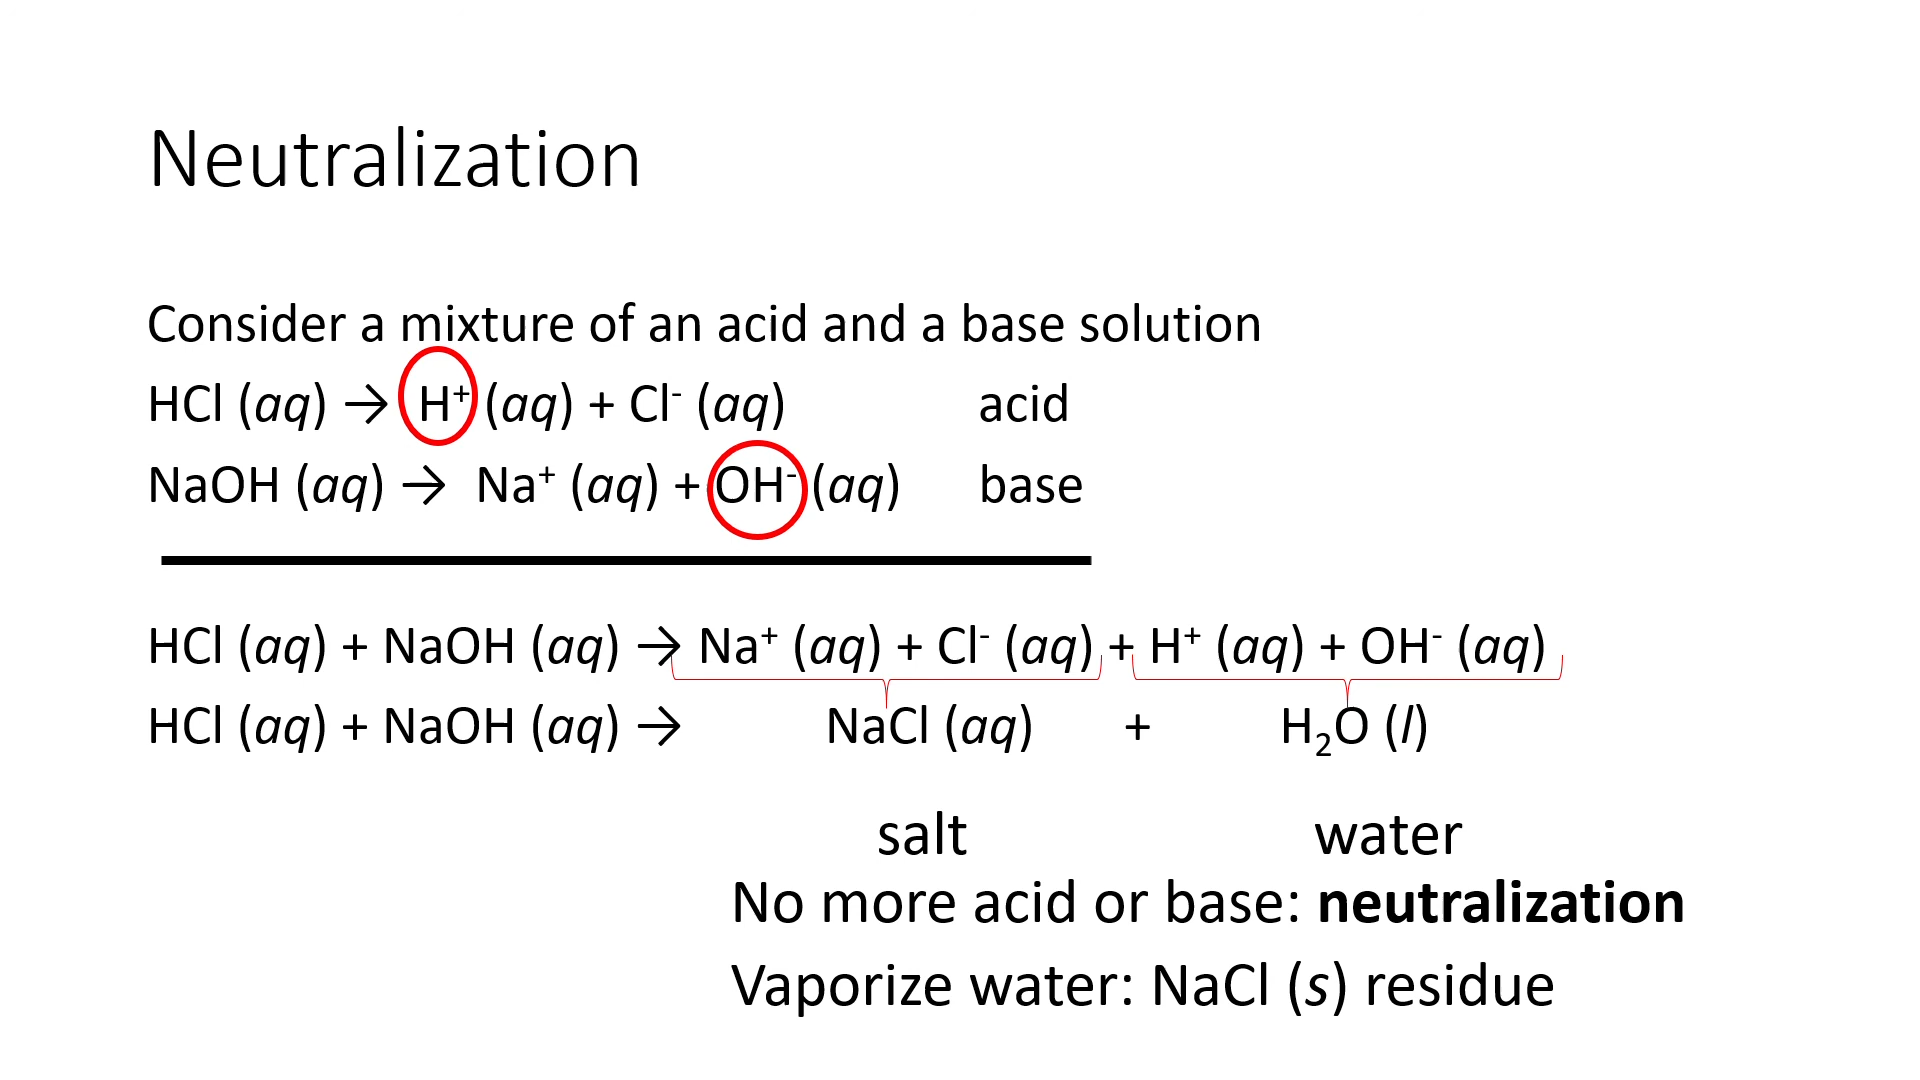 Neutralization
Consider a mixture of an acid and a base solution
HCl (aq) → H⁺ (aq) + Cl⁻ (aq) acid
NaOH (aq) → Na⁺ (aq) + OH⁻ (aq) base
HCl (aq) + NaOH (aq) → Na⁺ (aq) + Cl⁻ (aq) + H⁺ (aq) + OH⁻ (aq)
HCl (aq) + NaOH (aq) → NaCl (aq) + H₂O (l)
salt water
No more acid or base: neutralization
Vaporize water: NaCl (s) residue